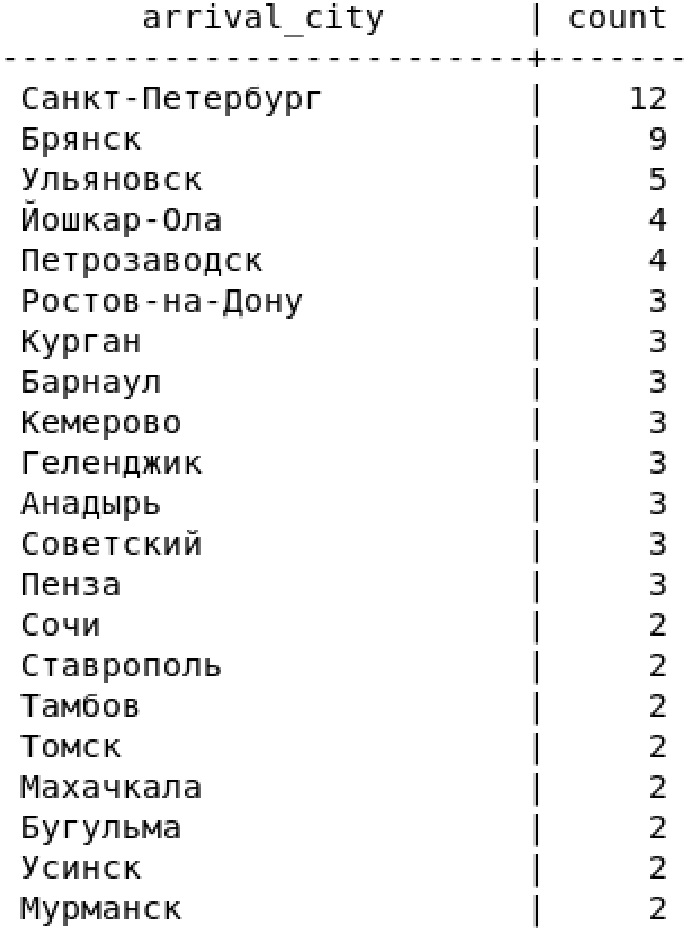 arrival_city | count
--------------------------+-------
Санкт-Петербург | 12
Брянск | 9
Ульяновск | 5
Йошкар-Ола | 4
Петрозаводск | 4
Ростов-на-Дону | 3
Курган | 3
Барнаул | 3
Кемерово | 3
Геленджик | 3
Анадырь | 3
Советский | 3
Пенза | 3
Сочи | 2
Ставрополь | 2
Тамбов | 2
Томск | 2
Махачкала | 2
Бугульма | 2
Усинск | 2
Мурманск | 2